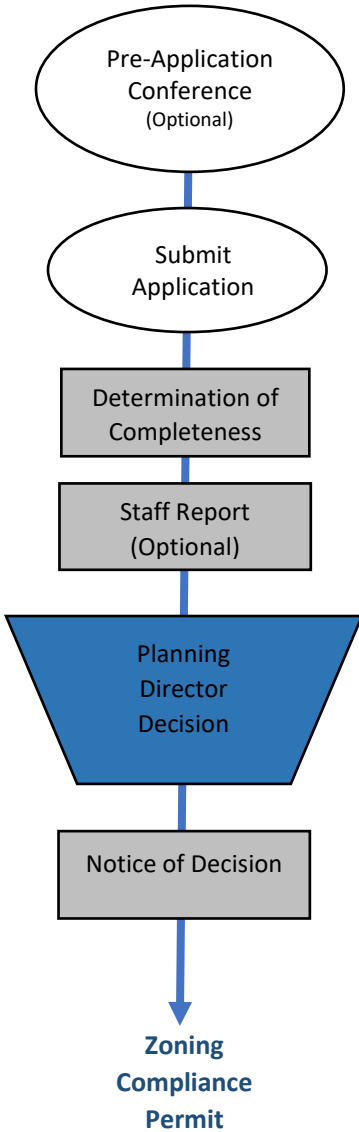 Pre-Application
Conference
(Optional)
Submit
Application
Determination of
Completeness
Staff Report
(Optional)
Planning
Director
Decision
Notice of Decision
Zoning
Compliance
Permit